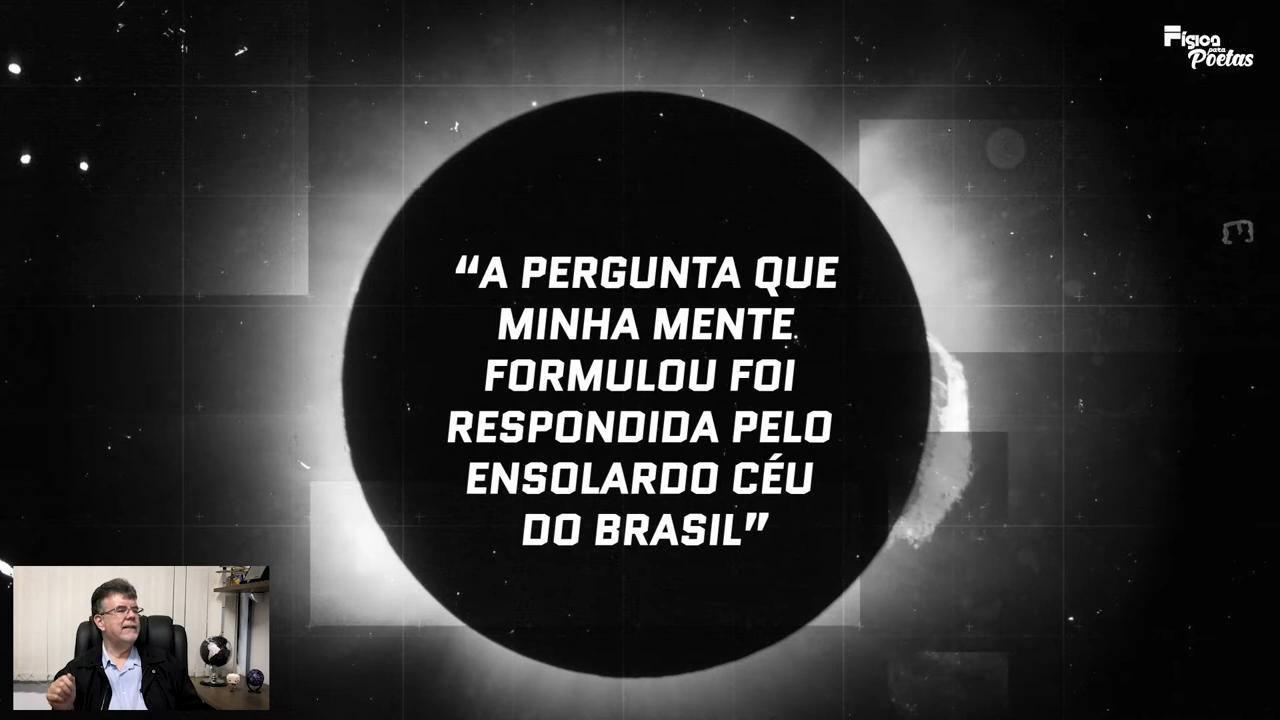 Física
para
Poetas
“A PERGUNTA QUE
MINHA MENTE
FORMULOU FOI
RESPONDIDA PELO
ENSOLARDO CÉU
DO BRASIL”